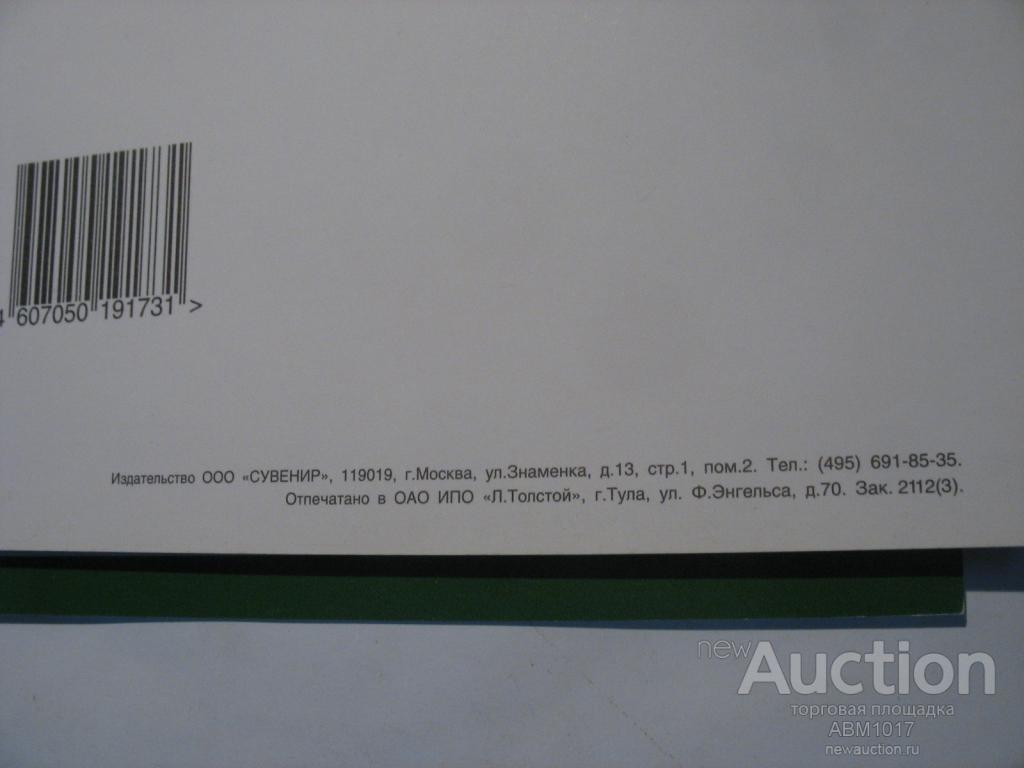 4 607050 191731 >
Издательство ООО «СУВЕНИР», 119019, г.Москва, ул.Знаменка, д.13, стр.1, пом.2. Тел.: (495) 691-85-35.
Отпечатано в ОАО ИПО «Л.Толстой», г.Тула, ул. Ф.Энгельса, д.70. Зак. 2112(3).
newAuction
торговая площадка
ABM1017
newauction.ru